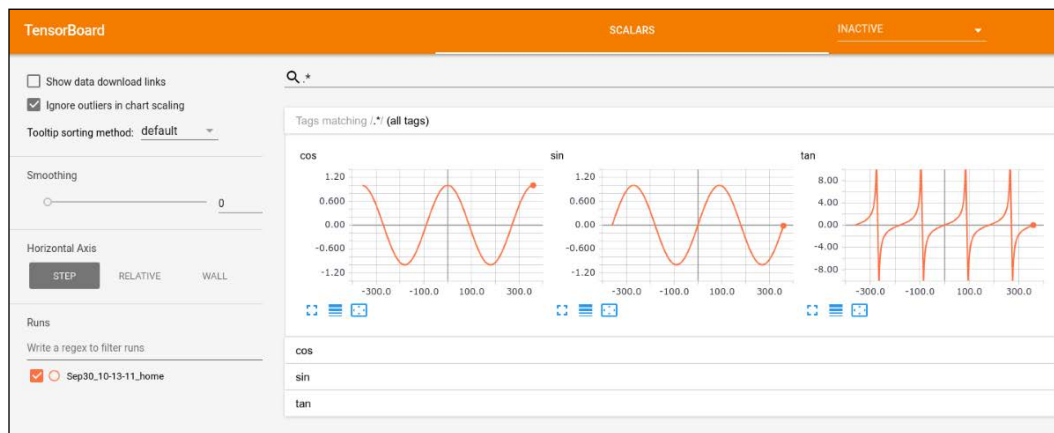 TensorBoard
SCALARS
INACTIVE
Show data download links
Ignore outliers in chart scaling
Tooltip sorting method: default
Smoothing
0
Horizontal Axis
STEP RELATIVE WALL
Runs
Write a regex to filter runs
Sep30_10-13-11_home
.*
Tags matching /.*/ (all tags)
cos
1.20
0.600
0.00
-0.600
-1.20
-300.0 -100.0 100.0 300.0
sin
1.20
0.600
0.00
-0.600
-1.20
-300.0 -100.0 100.0 300.0
tan
8.00
4.00
0.00
-4.00
-8.00
-300.0 -100.0 100.0 300.0
cos
sin
tan